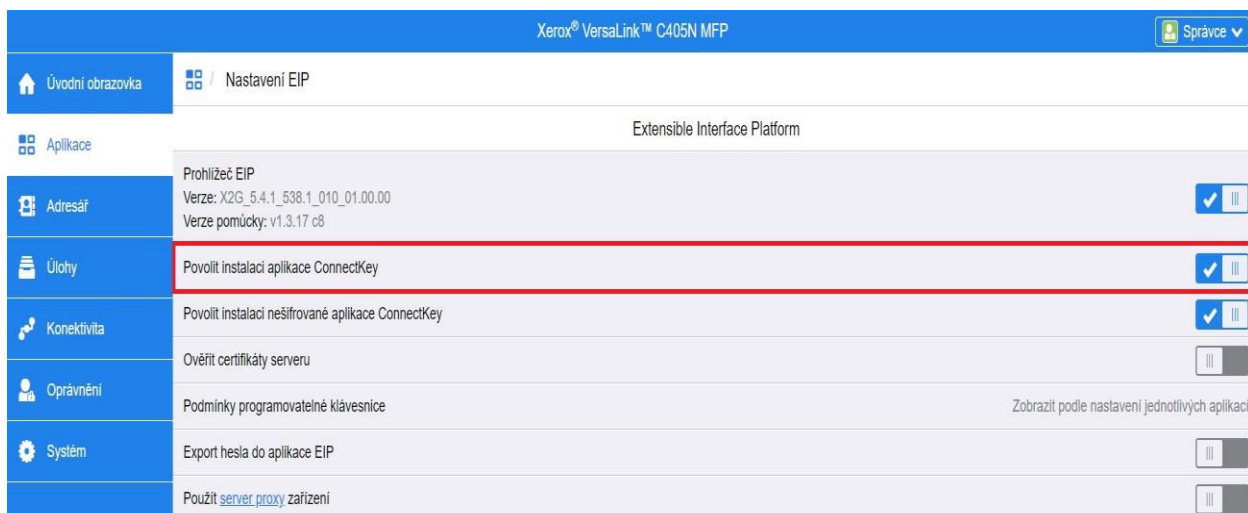 Xerox® VersaLink™ C405N MFP
Správce
Úvodní obrazovka
Aplikace
Adresář
Úlohy
Konektivita
Oprávnění
Systém
/ Nastavení EIP
Extensible Interface Platform
Prohlížeč EIP
Verze: X2G_5.4.1_538.1_010_01.00.00
Verze pomůcky: v1.3.17 c8
Povolit instalaci aplikace ConnectKey
Povolit instalaci nešifrované aplikace ConnectKey
Ověřit certifikáty serveru
Podmínky programovatelné klávesnice
Zobrazit podle nastavení jednotlivých aplikací
Export hesla do aplikace EIP
Použít server proxy zařízení